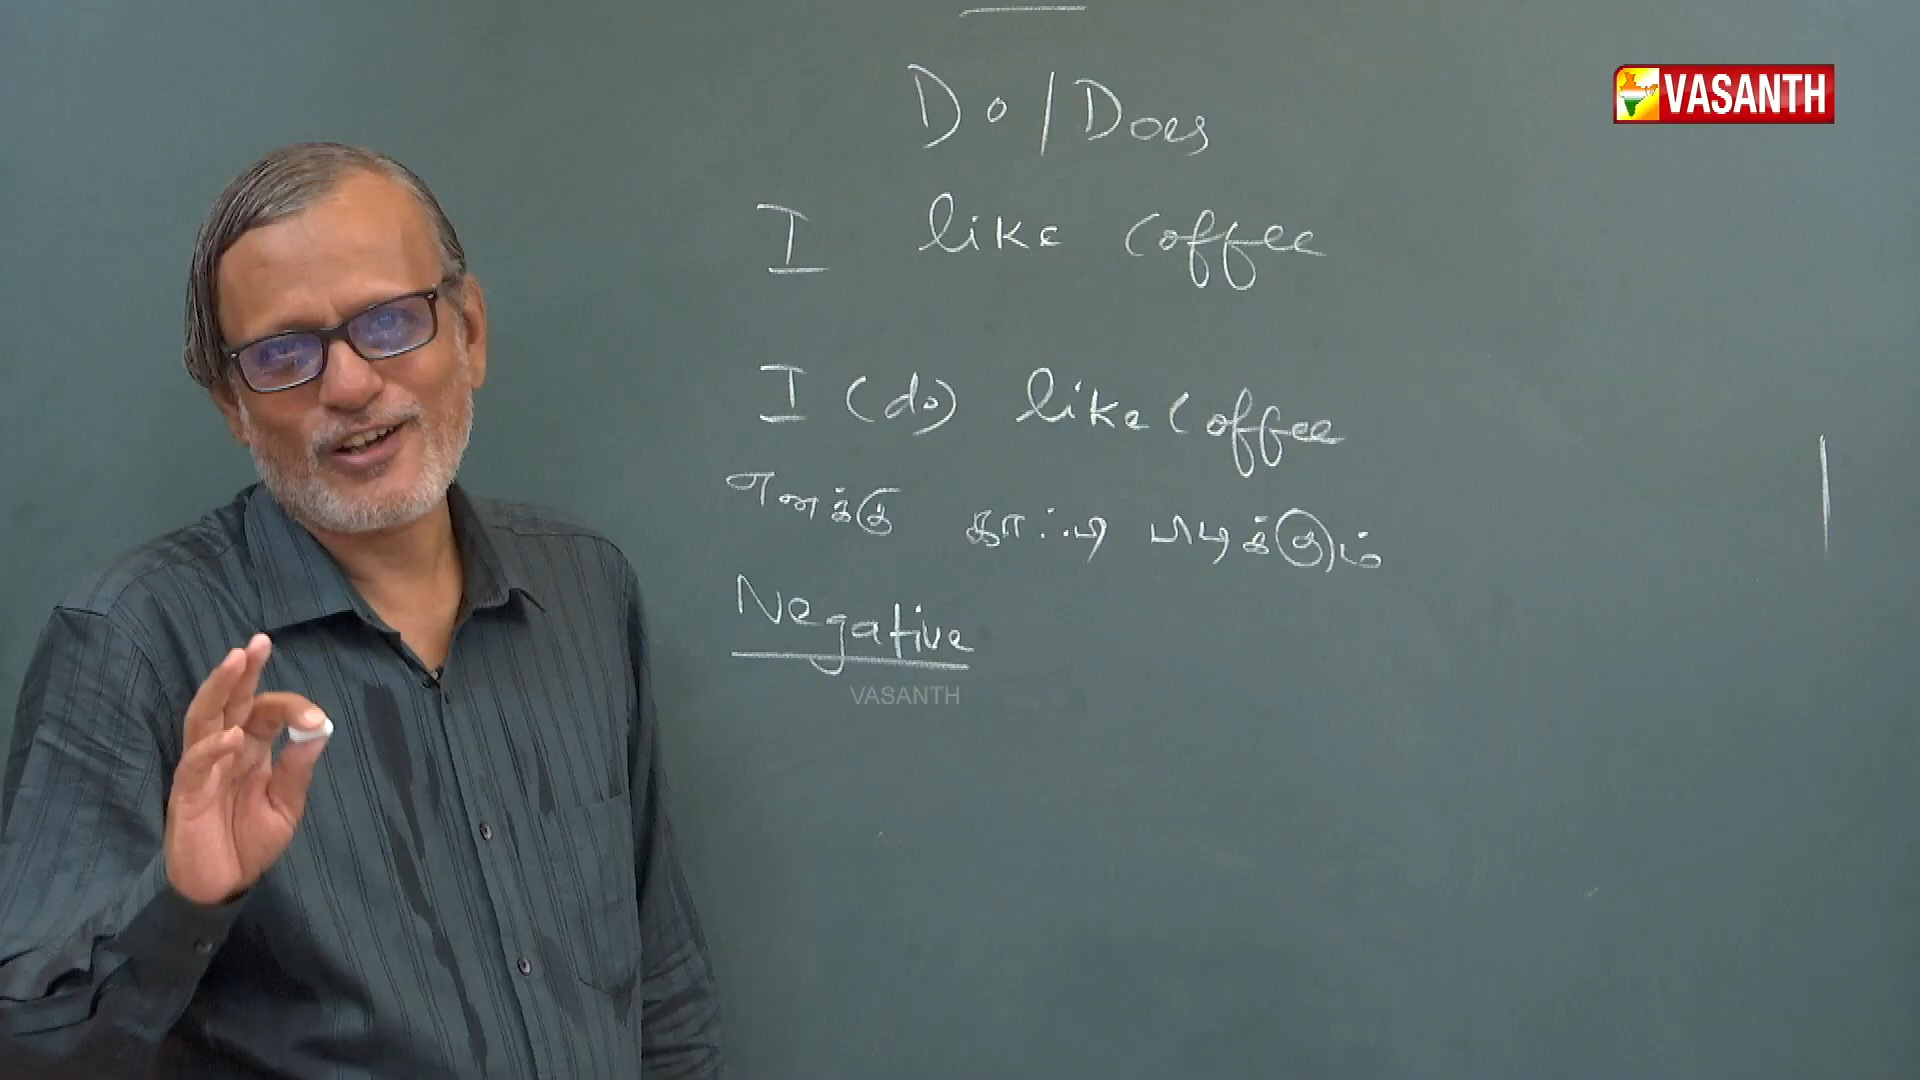 VASANTH
Do/Does
I like Coffee
I (do) like Coffee
எனக்கு காஃபி பிடிக்கும்
Negative
VASANTH